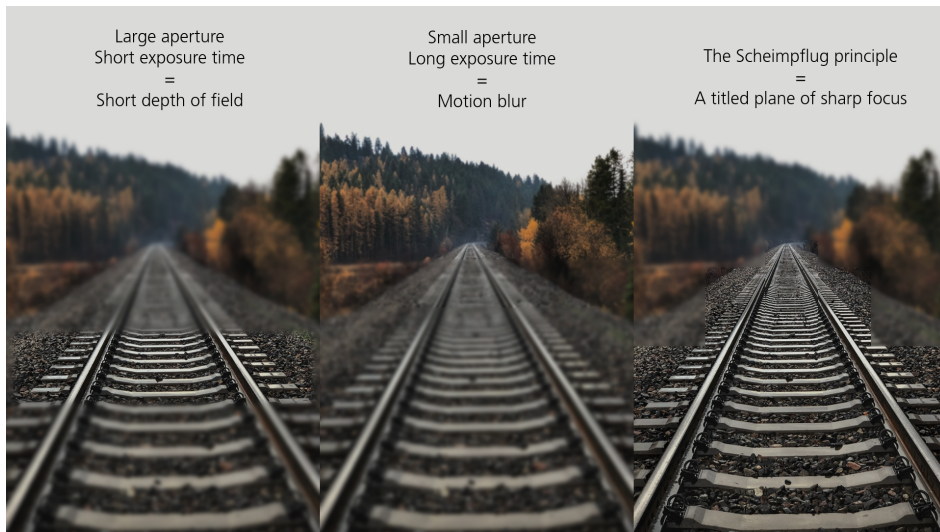 Large aperture
Short exposure time
=
Short depth of field
Small aperture
Long exposure time
=
Motion blur
The Scheimpflug principle
=
A titled plane of sharp focus